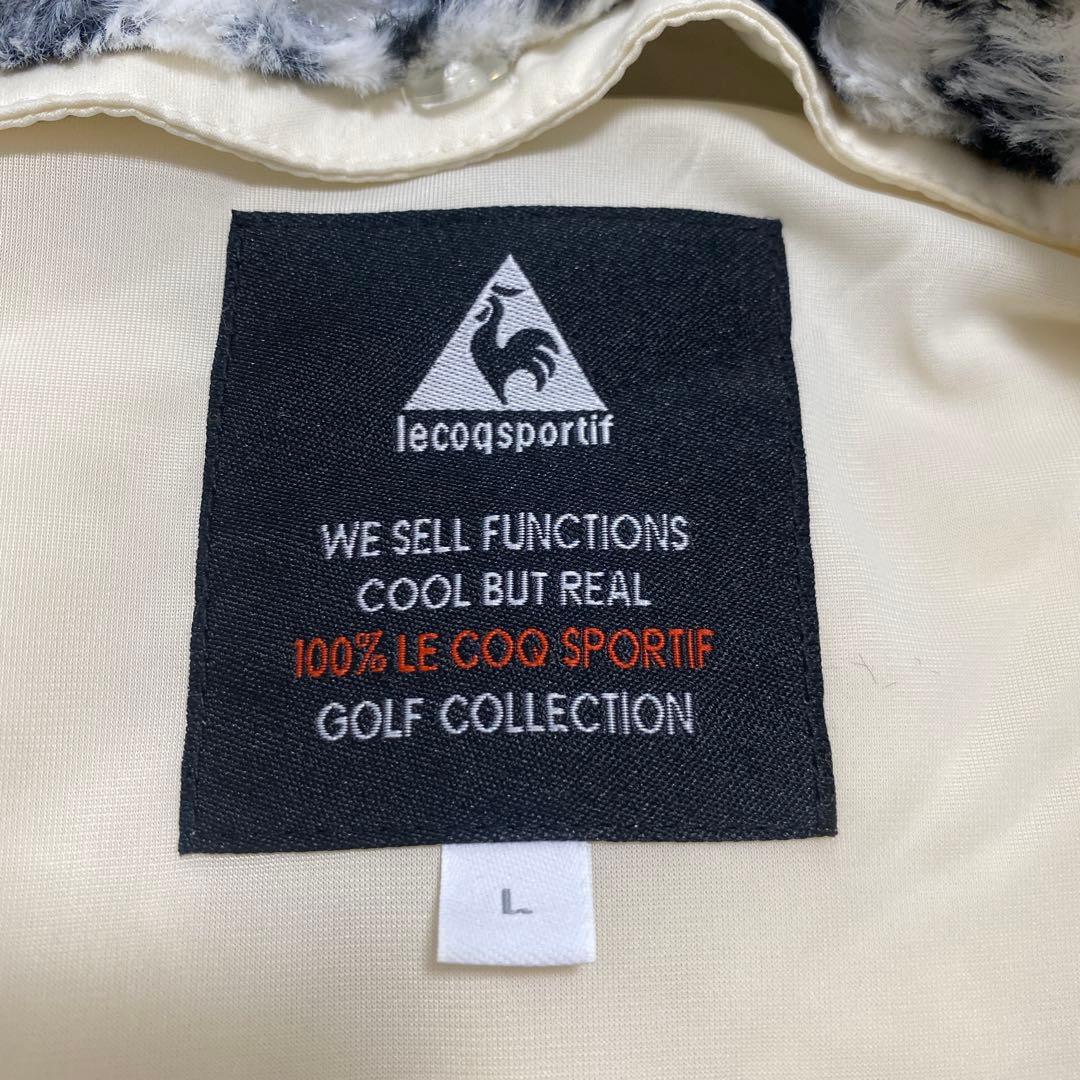 lecoqsportif
WE SELL FUNCTIONS
COOL BUT REAL
100% LE COQ SPORTIF
GOLF COLLECTION
L